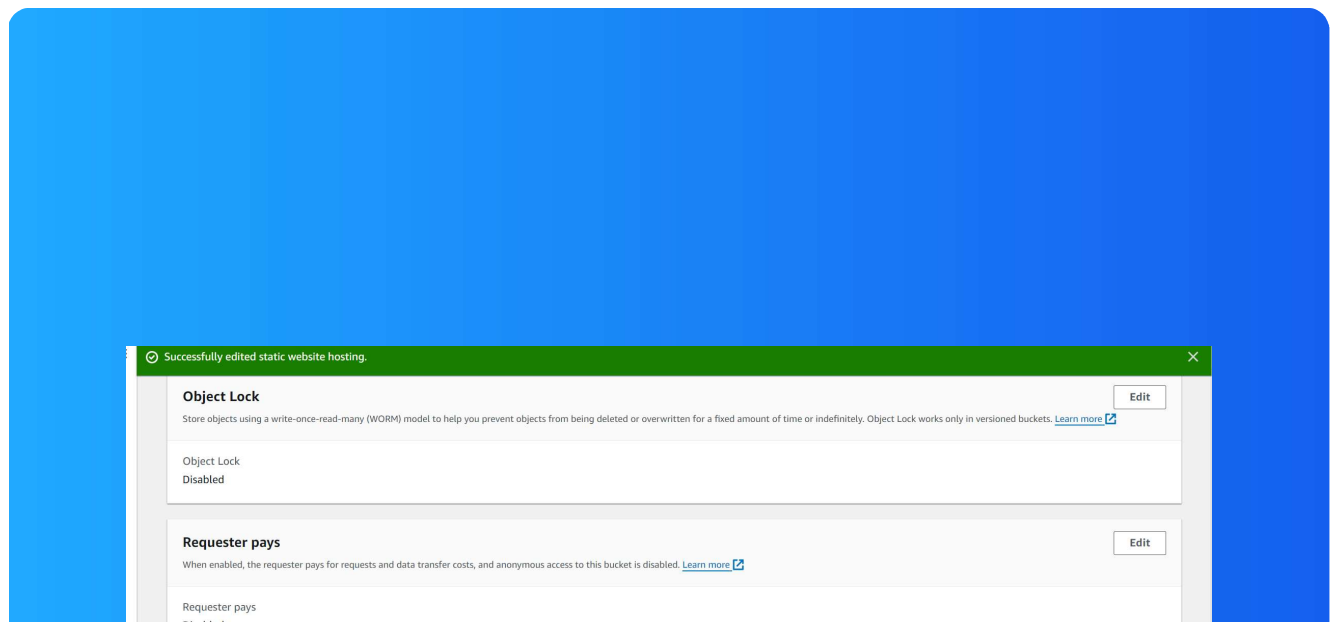 Successfully edited static website hosting.
Object Lock
Edit
Store objects using a write-once-read-many (WORM) model to help you prevent objects from being deleted or overwritten for a fixed amount of time or indefinitely. Object Lock works only in versioned buckets. Learn more
Object Lock
Disabled
Requester pays
Edit
When enabled, the requester pays for requests and data transfer costs, and anonymous access to this bucket is disabled. Learn more
Requester pays